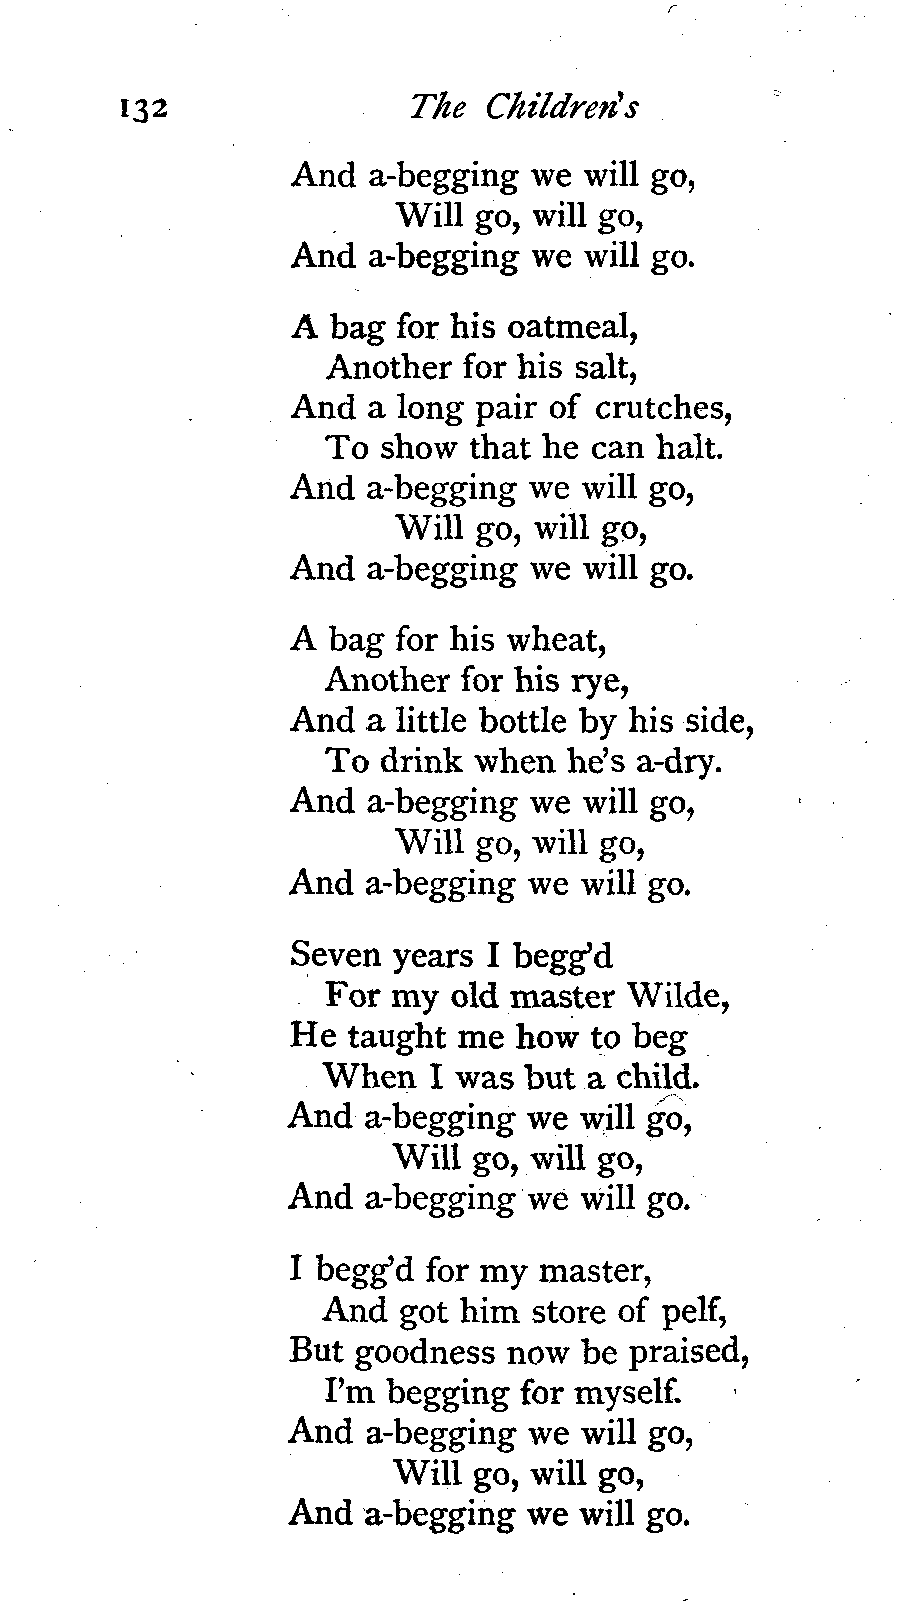 132 The Children's
And a-begging we will go,
Will go, will go,
And a-begging we will go.
A bag for his oatmeal,
Another for his salt,
And a long pair of crutches,
To show that he can halt.
And a-begging we will go,
Will go, will go,
And a-begging we will go.
A bag for his wheat,
Another for his rye,
And a little bottle by his side,
To drink when he's a-dry.
And a-begging we will go,
Will go, will go,
And a-begging we will go.
Seven years I begg'd
For my old master Wilde,
He taught me how to beg
When I was but a child.
And a-begging we will go,
Will go, will go,
And a-begging we will go.
I begg'd for my master,
And got him store of pelf,
But goodness now be praised,
I'm begging for myself.
And a-begging we will go,
Will go, will go,
And a-begging we will go.